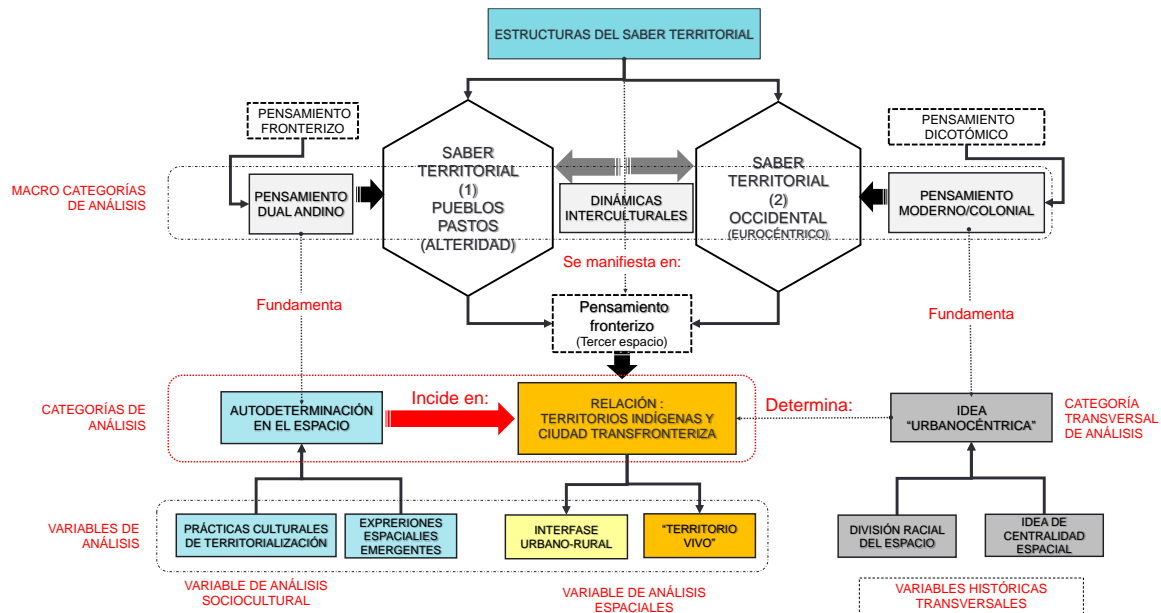 ESTRUCTURAS DEL SABER TERRITORIAL
PENSAMIENTO
FRONTERIZO
PENSAMIENTO
DICOTÓMICO
MACRO CATEGORÍAS
DE ANÁLISIS
PENSAMIENTO
DUAL ANDINO
SABER
TERRITORIAL
(1)
PUEBLOS
PASTOS
(ALTERIDAD)
DINÁMICAS
INTERCULTURALES
SABER
TERRITORIAL
(2)
OCCIDENTAL
(EUROCÉNTRICO)
PENSAMIENTO
MODERNO/COLONIAL
Se manifiesta en:
Fundamenta
Pensamiento
fronterizo
(Tercer espacio)
Fundamenta
CATEGORÍAS DE
ANÁLISIS
AUTODETERMINACIÓN
EN EL ESPACIO
Incide en:
RELACIÓN :
TERRITORIOS INDÍGENAS Y
CIUDAD TRANSFRONTERIZA
Determina:
IDEA
“URBANOCÉNTRICA”
CATEGORÍA
TRANSVERSAL
DE ANÁLISIS
VARIABLES DE
ANÁLISIS
PRÁCTICAS CULTURALES
DE TERRITORIALIZACIÓN
EXPRERIONES
ESPACIALIES
EMERGENTES
INTERFASE
URBANO-RURAL
“TERRITORIO
VIVO”
DIVISIÓN RACIAL
DEL ESPACIO
IDEA DE
CENTRALIDAD
ESPACIAL
VARIABLE DE ANÁLISIS
SOCIOCULTURAL
VARIABLE DE ANÁLISIS
ESPACIALES
VARIABLES HISTÓRICAS
TRANSVERSALES